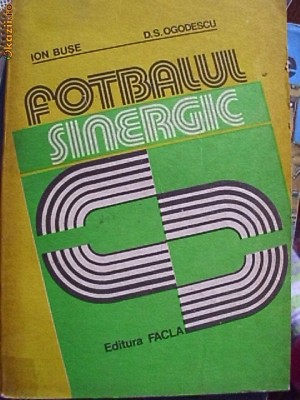 ION BUȘE
D.S. OGODESCU
FOTBALUL
SINERGIC
Editura FACLA